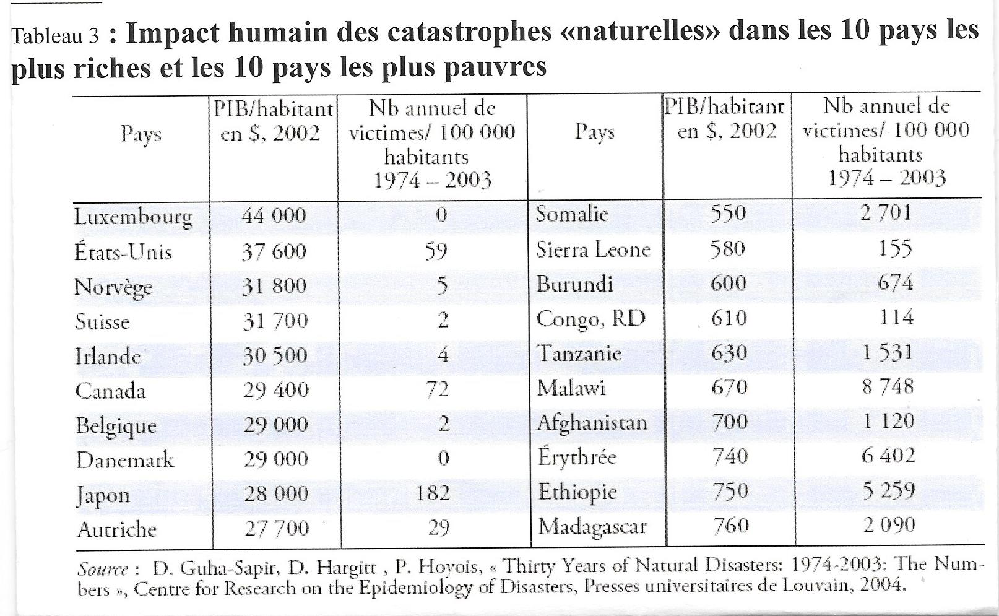 Tableau 3 : Impact humain des catastrophes «naturelles» dans les 10 pays les
plus riches et les 10 pays les plus pauvres
Pays | PIB/habitant en $, 2002 | Nb annuel de victimes/ 100 000 habitants 1974 – 2003 | Pays | PIB/habitant en $, 2002 | Nb annuel de victimes/ 100 000 habitants 1974 – 2003
Luxembourg 44 000 0 Somalie 550 2 701
États-Unis 37 600 59 Sierra Leone 580 155
Norvège 31 800 5 Burundi 600 674
Suisse 31 700 2 Congo, RD 610 114
Irlande 30 500 4 Tanzanie 630 1 531
Canada 29 400 72 Malawi 670 8 748
Belgique 29 000 2 Afghanistan 700 1 120
Danemark 29 000 0 Érythrée 740 6 402
Japon 28 000 182 Ethiopie 750 5 259
Autriche 27 700 29 Madagascar 760 2 090
Source : D. Guha-Sapir, D. Hargitt , P. Hoyois, « Thirty Years of Natural Disasters: 1974-2003: The Num-
bers », Centre for Research on the Epidemiology of Disasters, Presses universitaires de Louvain, 2004.